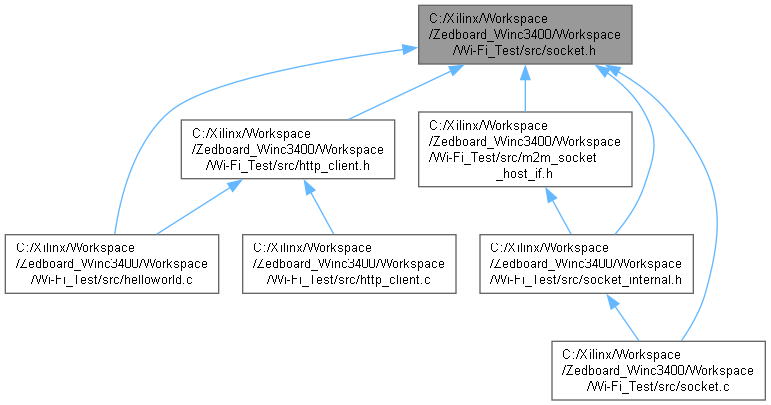 C:/Xilinx/Workspace
/Zedboard_Winc3400/Workspace
/Wi-Fi_Test/src/socket.h
C:/Xilinx/Workspace
/Zedboard_Winc3400/Workspace
/Wi-Fi_Test/src/http_client.h
C:/Xilinx/Workspace
/Zedboard_Winc3400/Workspace
/Wi-Fi_Test/src/m2m_socket
_host_if.h
C:/Xilinx/Workspace
/Zedboard_Winc3400/Workspace
/Wi-Fi_Test/src/helloworld.c
C:/Xilinx/Workspace
/Zedboard_Winc3400/Workspace
/Wi-Fi_Test/src/http_client.c
C:/Xilinx/Workspace
/Zedboard_Winc3400/Workspace
/Wi-Fi_Test/src/socket_internal.h
C:/Xilinx/Workspace
/Zedboard_Winc3400/Workspace
/Wi-Fi_Test/src/socket.c